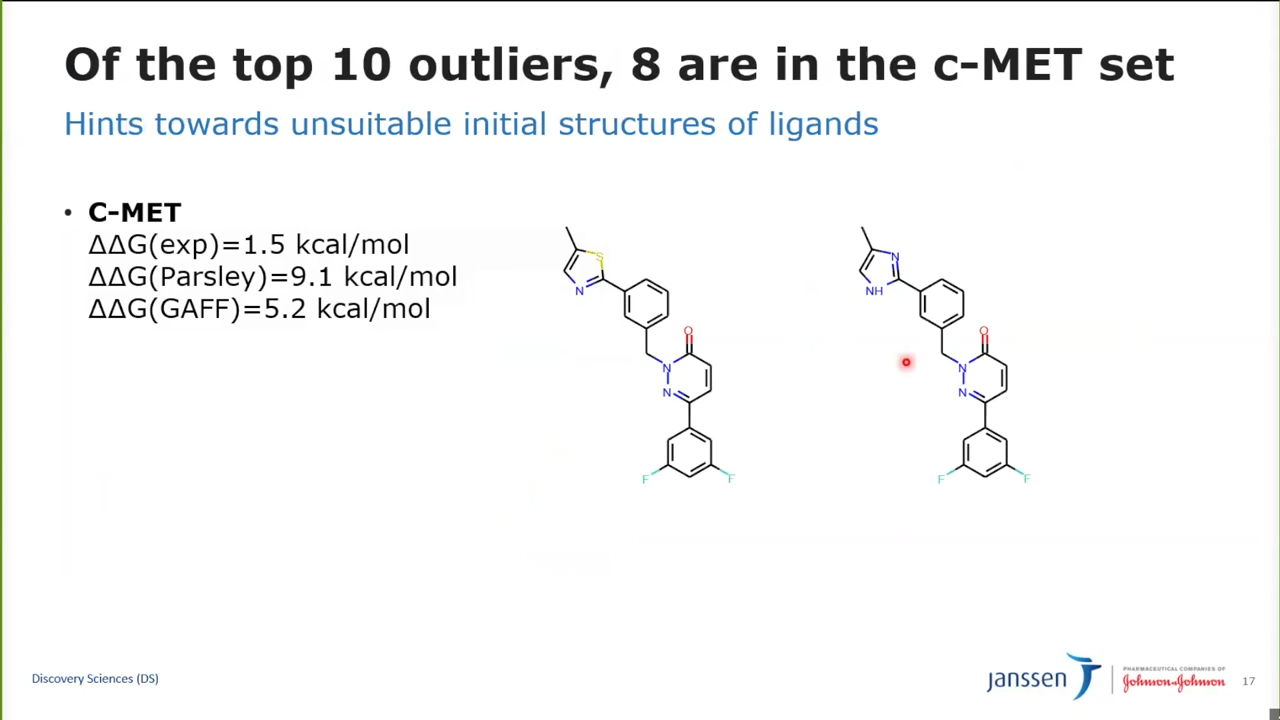 Of the top 10 outliers, 8 are in the c-MET set
Hints towards unsuitable initial structures of ligands
• C-MET
ΔΔG(exp)=1.5 kcal/mol
ΔΔG(Parsley)=9.1 kcal/mol
ΔΔG(GAFF)=5.2 kcal/mol
S
N
O
N
N
F
F
N
NH
O
N
N
F
F
Discovery Sciences (DS)
janssen
PHARMACEUTICAL COMPANIES OF
Johnson & Johnson
17